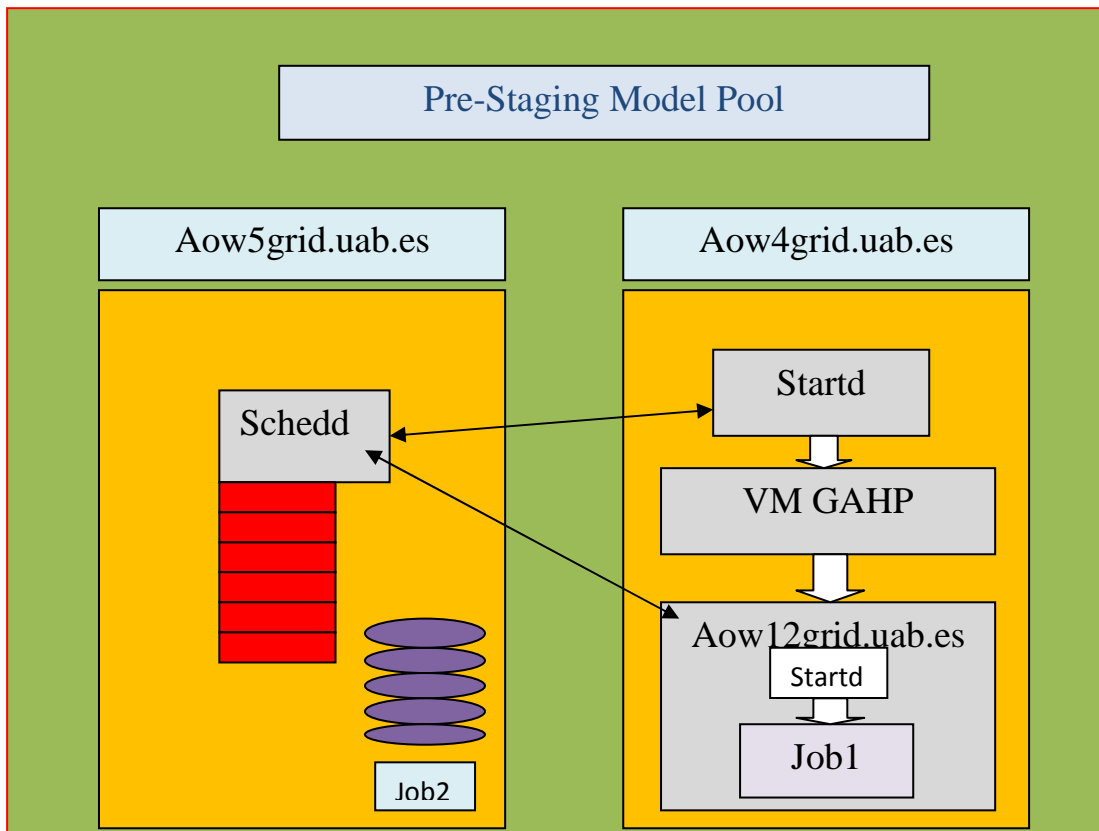 Pre-Staging Model Pool
Aow5grid.uab.es
Aow4grid.uab.es
Schedd
Job2
Startd
VM GAHP
Aow12grid.uab.es
Startd
Job1